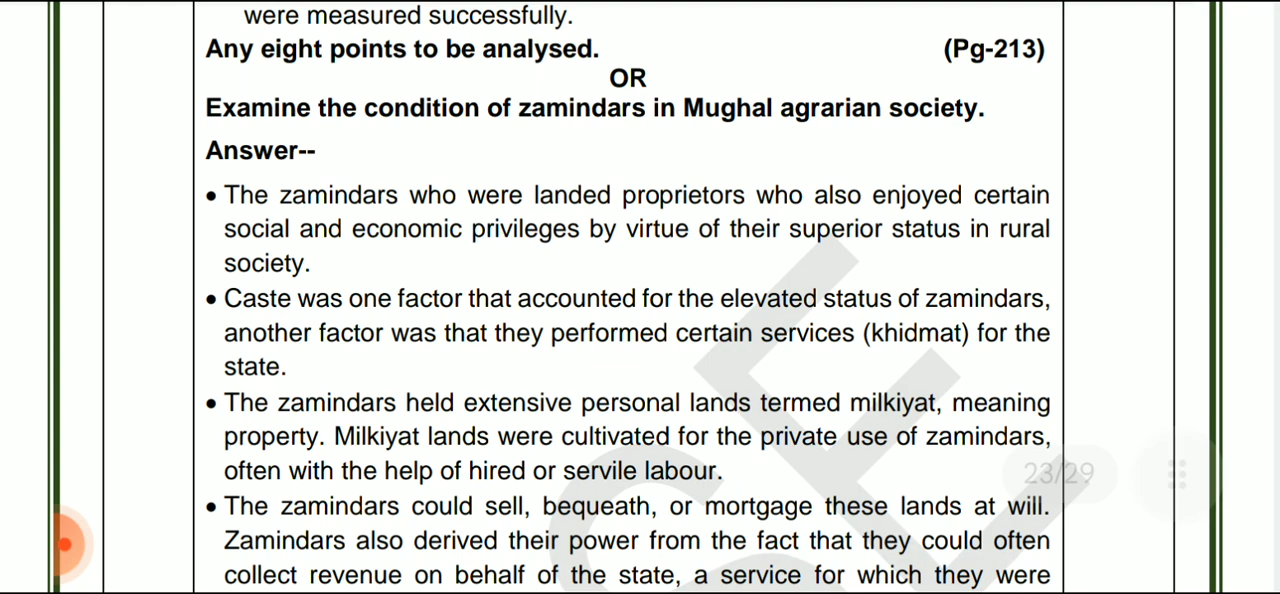 were measured successfully.
Any eight points to be analysed. (Pg-213)
OR
Examine the condition of zamindars in Mughal agrarian society.
Answer--
• The zamindars who were landed proprietors who also enjoyed certain
social and economic privileges by virtue of their superior status in rural
society.
• Caste was one factor that accounted for the elevated status of zamindars,
another factor was that they performed certain services (khidmat) for the
state.
• The zamindars held extensive personal lands termed milkiyat, meaning
property. Milkiyat lands were cultivated for the private use of zamindars,
often with the help of hired or servile labour.
23/29
• The zamindars could sell, bequeath, or mortgage these lands at will.
Zamindars also derived their power from the fact that they could often
collect revenue on behalf of the state, a service for which they were